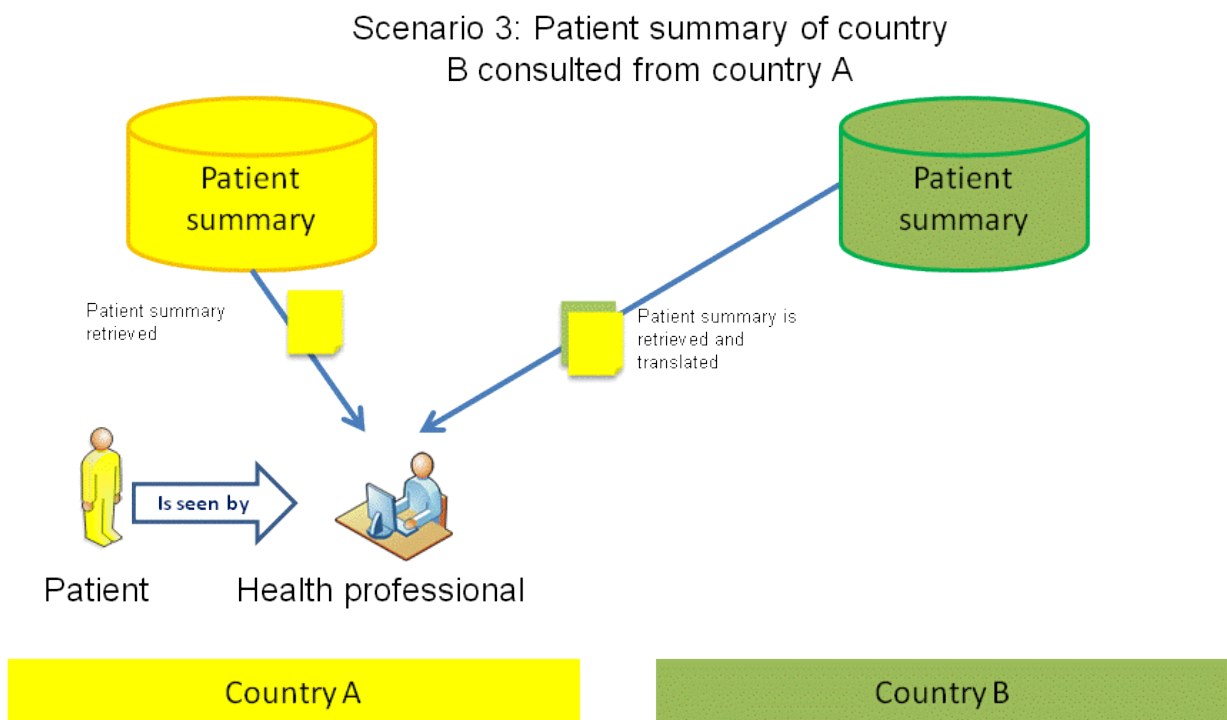 Scenario 3: Patient summary of country
B consulted from country A
Patient
summary
Patient
summary
Patient summary
retrieved
Patient summary is
retrieved and
translated
Is seen by
Patient
Health professional
Country A
Country B